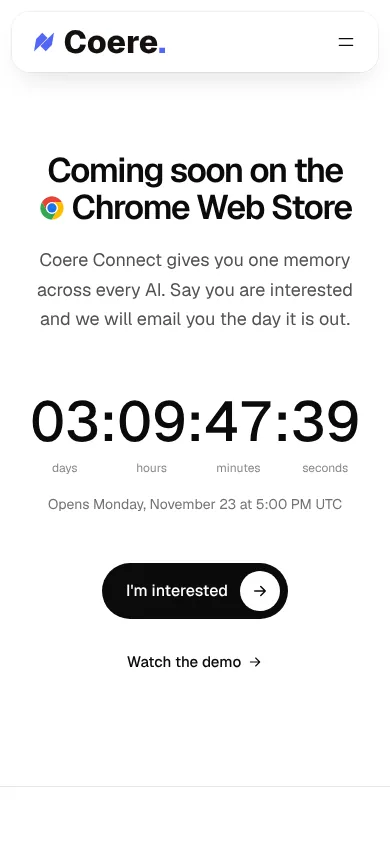 Coere.
Coming soon on the
Chrome Web Store
Coere Connect gives you one memory
across every AI. Say you are interested
and we will email you the day it is out.
03:09:47:39
days hours minutes seconds
Opens Monday, November 23 at 5:00 PM UTC
I'm interested →
Watch the demo →